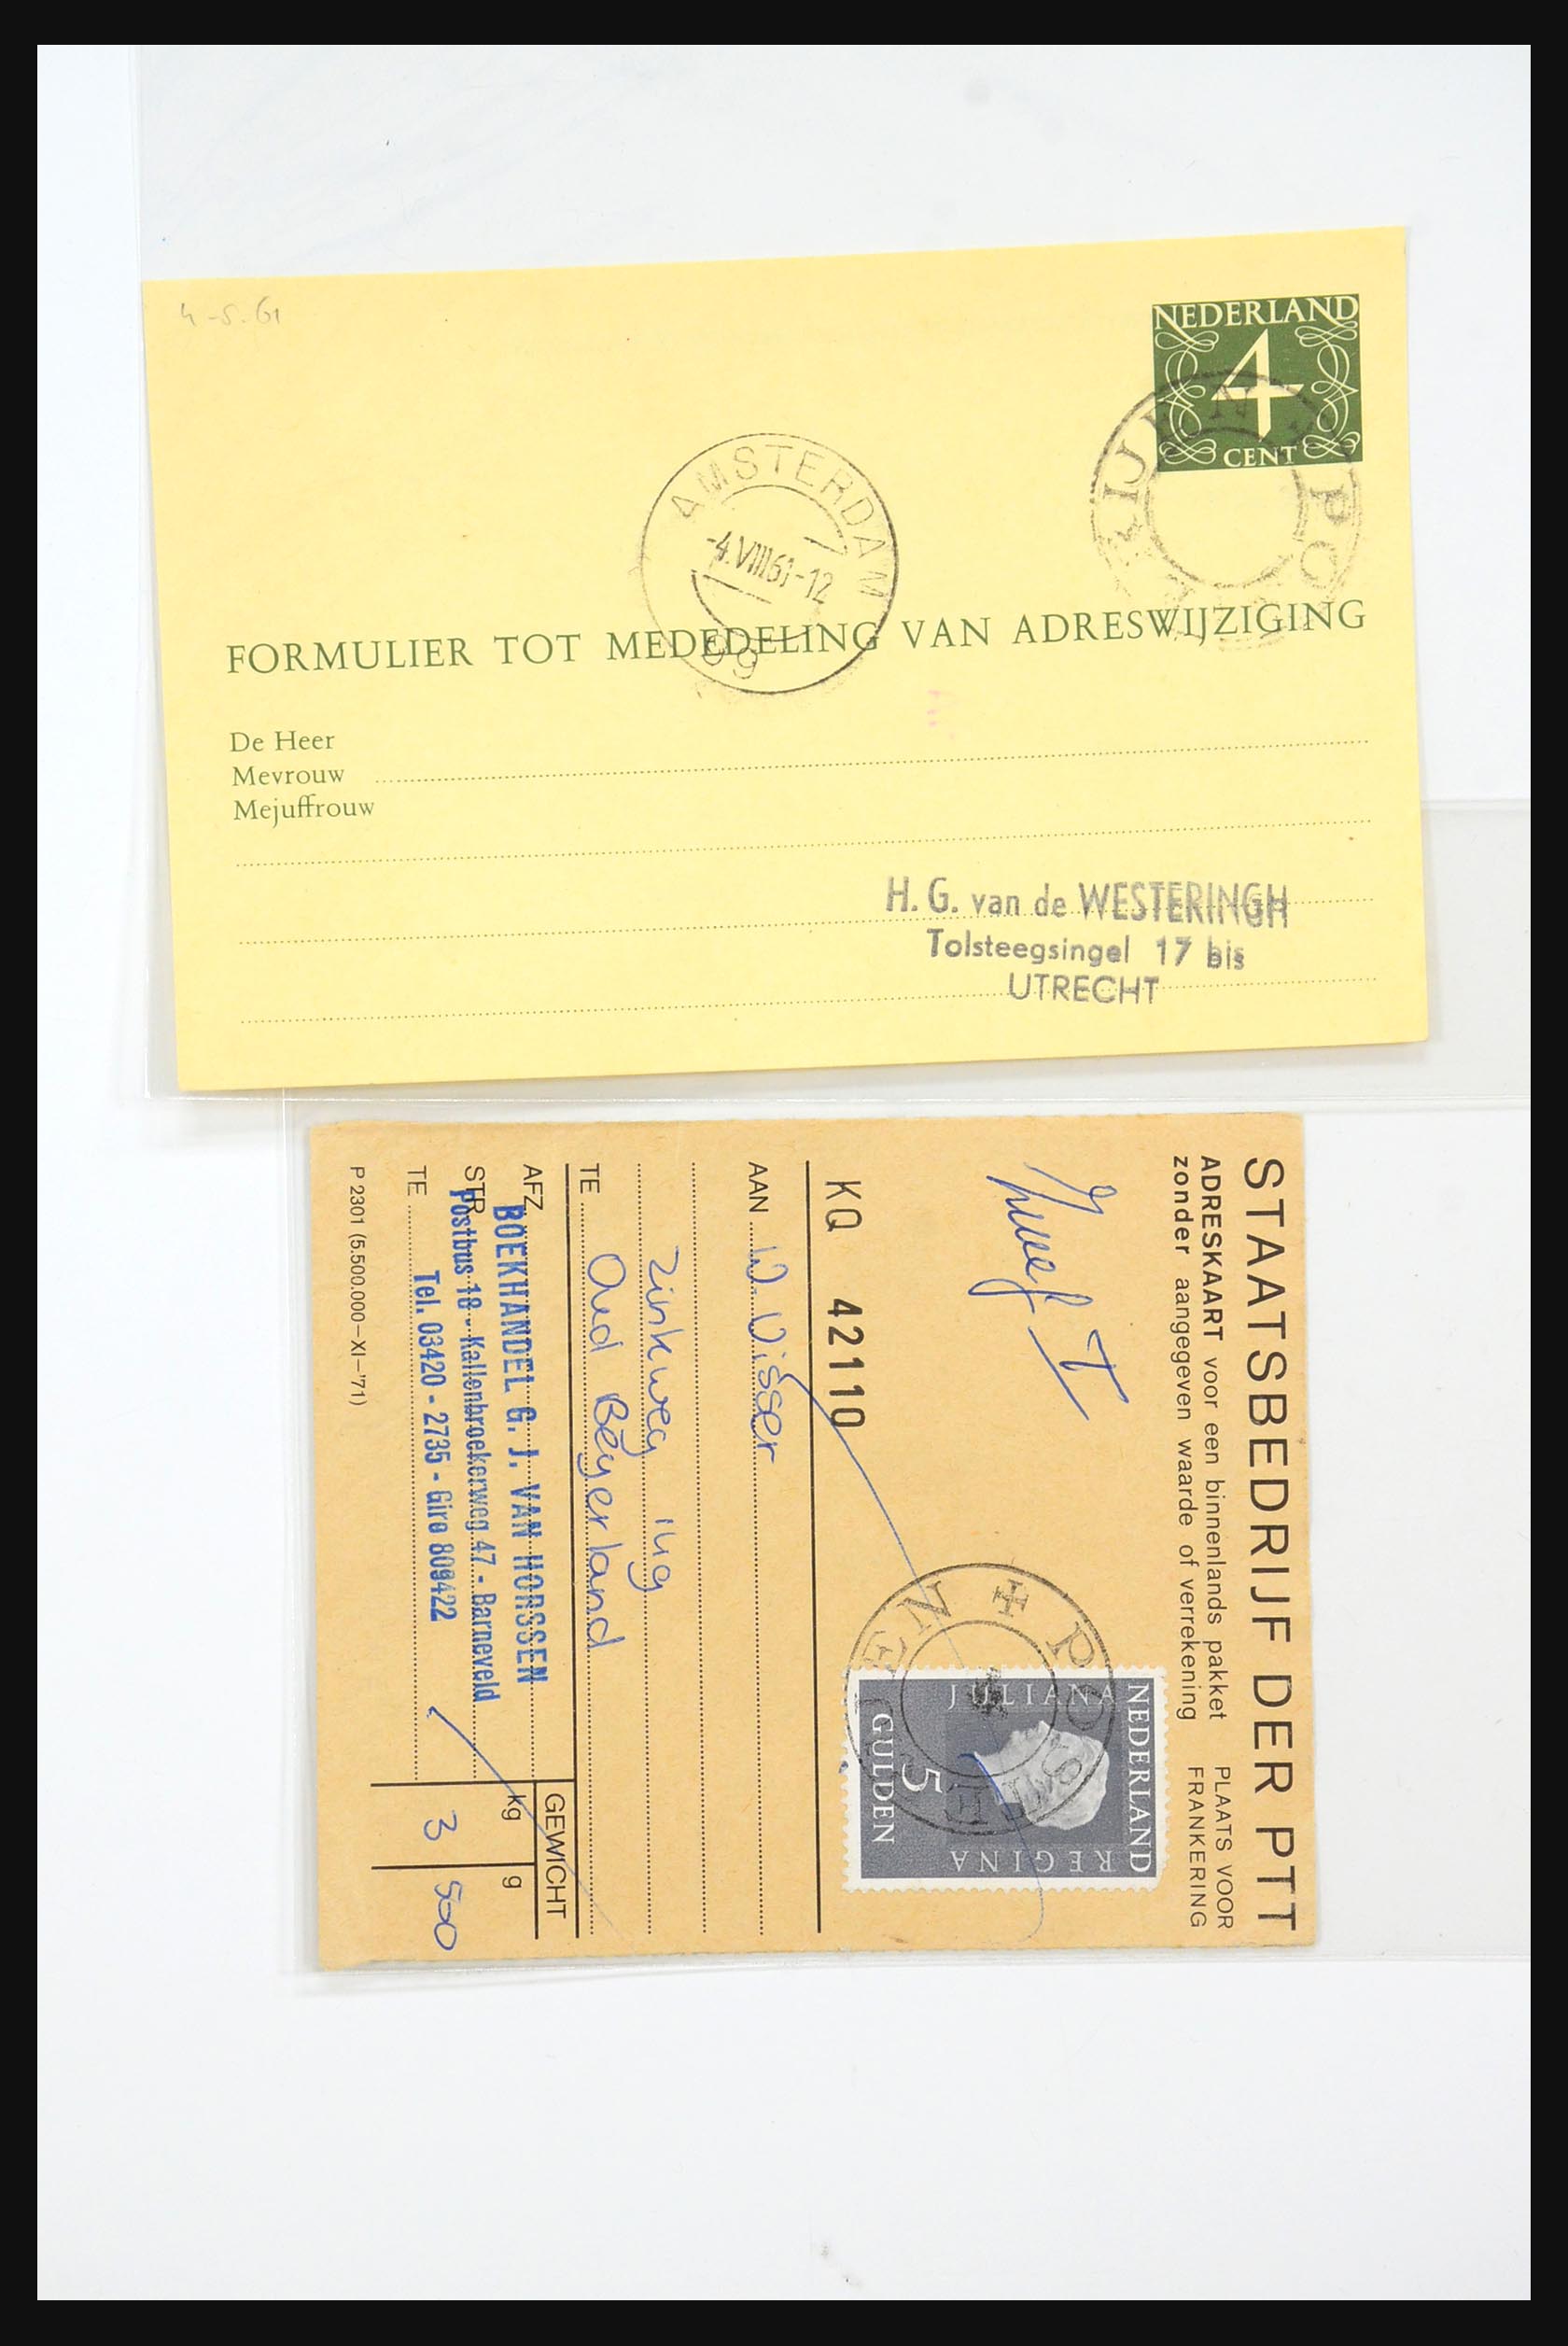 4-5-61
NEDERLAND
4
CENT
AMSTERDAM
-4.VIII61-12
FORMULIER TOT MEDEDELING VAN ADRESWIJZIGING
De Heer
Mevrouw
Mejuffrouw
H. G. van de WESTERINGH
Tolsteegsingel 17 bis
UTRECHT
STAATSBEDRIJF DER PTT
ADRESKAART voor een binnenlands pakket
zonder aangegeven waarde of verrekening
PLAATS VOOR
FRANKERING
NEDERLAND
JULIANA
REGINA
5
GULDEN
KQ 42110
AAN W. Visser
Zinkweg 149
TE Oud Beyerland
AFZ. BOEKHANDEL G. J. VAN HORSSEN
STR. Postbus 18 - Kallenbroekerweg 47 - Barneveld
TE Tel. 03420 - 2735 - Giro 809422
GEWICHT
kg g
3 500
P 2301 (5.500.000-XI-'71)